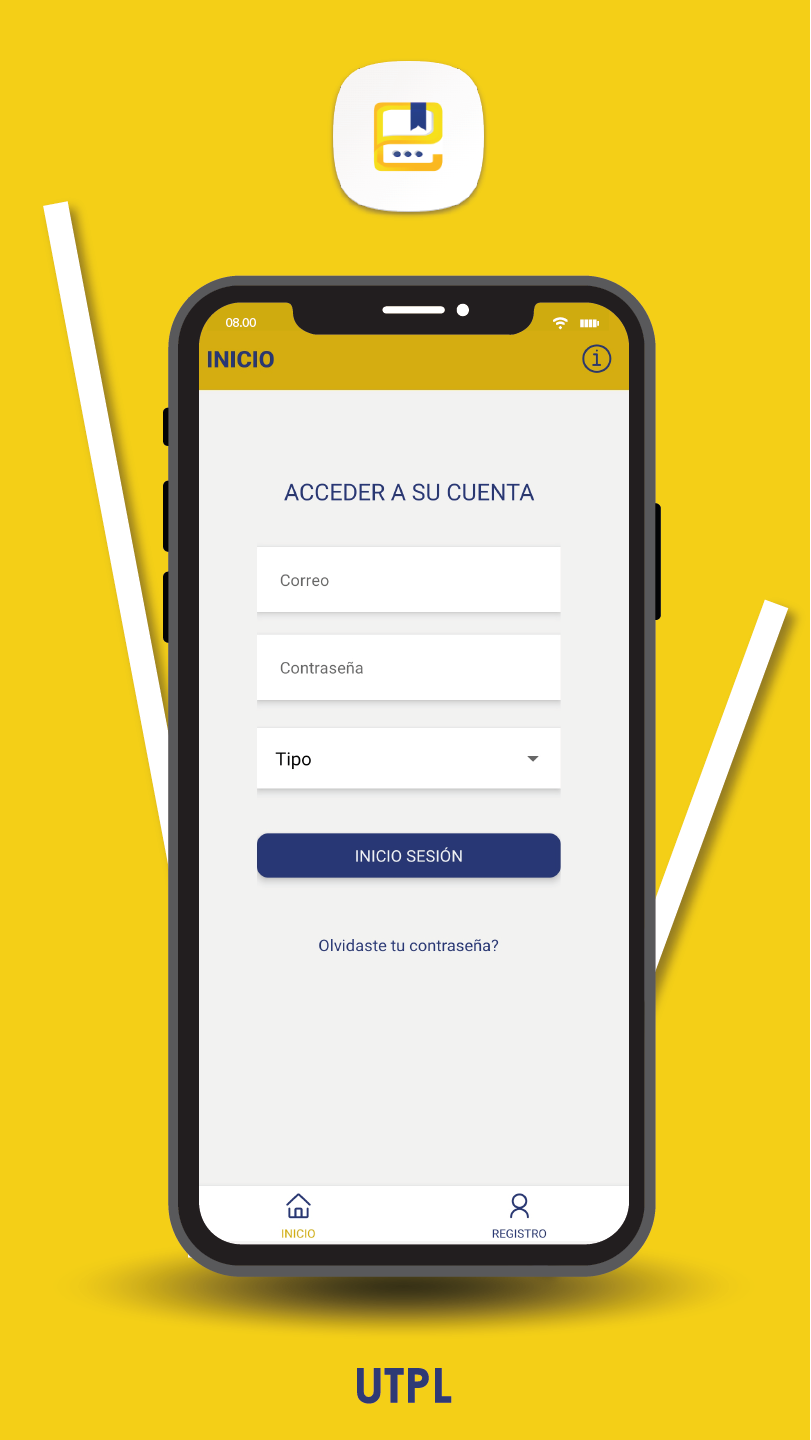 08.00
INICIO
ACCEDER A SU CUENTA
Correo
Contraseña
Tipo
INICIO SESIÓN
Olvidaste tu contraseña?
INICIO
REGISTRO
UTPL